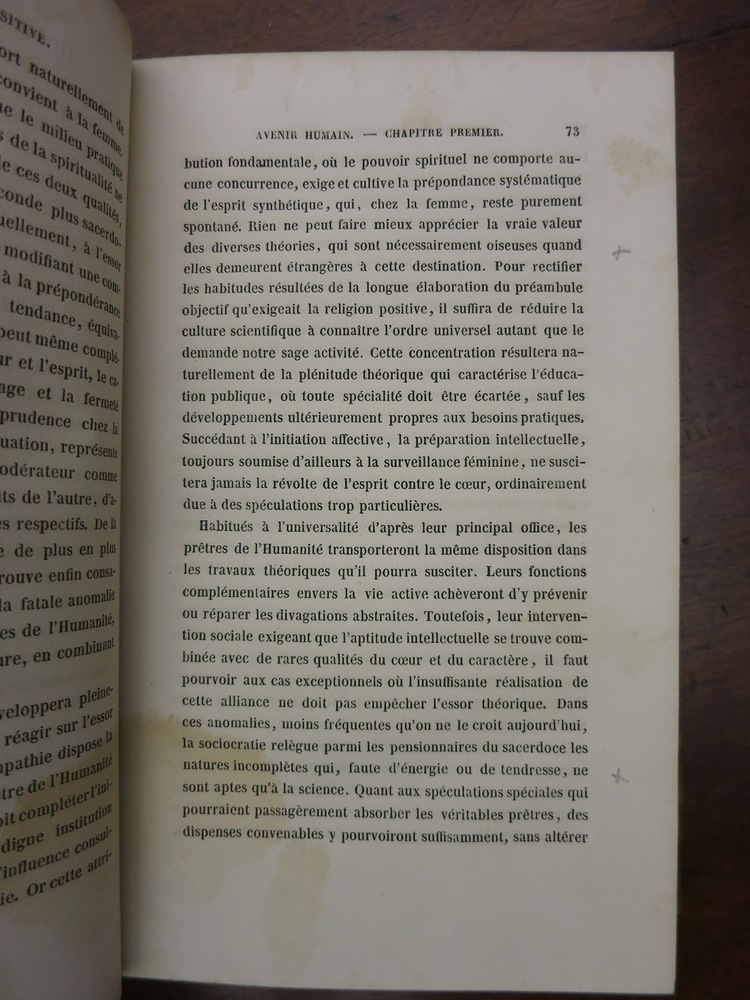 SITIVE.
ort naturellement de
convient à la femme.
ue le milieu pratique
s de la spiritualité ne
e ces deux qualités,
conde plus sacerdo-
uellement, à l'essor
modifiant une com-
à la prépondérance
tendance, équiva-
peut même complé-
ur et l'esprit, le ca-
age et la fermeté
prudence chez la
uation, représente
odérateur comme
ts de l'autre, d'a-
es respectifs. De là
e de plus en plus
rouve enfin consa-
la fatale anomalie
es de l'Humanité,
ure, en combinant
veloppera pleine-
réagir sur l'essor
mpathie dispose la
tre de l'Humanité
oit compléter l'ini-
digne institution
l'influence consul-
ie. Or cette attri-
AVENIR HUMAIN. — CHAPITRE PREMIER. 73
bution fondamentale, où le pouvoir spirituel ne comporte au-
cune concurrence, exige et cultive la prépondance systématique
de l'esprit synthétique, qui, chez la femme, reste purement
spontané. Rien ne peut faire mieux apprécier la vraie valeur
des diverses théories, qui sont nécessairement oiseuses quand
elles demeurent étrangères à cette destination. Pour rectifier
les habitudes résultées de la longue élaboration du préambule
objectif qu'exigeait la religion positive, il suffira de réduire la
culture scientifique à connaître l'ordre universel autant que le
demande notre sage activité. Cette concentration résultera na-
turellement de la plénitude théorique qui caractérise l'éduca-
tion publique, où toute spécialité doit être écartée, sauf les
développements ultérieurement propres aux besoins pratiques.
Succédant à l'initiation affective, la préparation intellectuelle,
toujours soumise d'ailleurs à la surveillance féminine, ne susci-
tera jamais la révolte de l'esprit contre le cœur, ordinairement
due à des spéculations trop particulières.
Habitués à l'universalité d'après leur principal office, les
prêtres de l'Humanité transporteront la même disposition dans
les travaux théoriques qu'il pourra susciter. Leurs fonctions
complémentaires envers la vie active achèveront d'y prévenir
ou réparer les divagations abstraites. Toutefois, leur interven-
tion sociale exigeant que l'aptitude intellectuelle se trouve com-
binée avec de rares qualités du cœur et du caractère, il faut
pourvoir aux cas exceptionnels où l'insuffisante réalisation de
cette alliance ne doit pas empêcher l'essor théorique. Dans
ces anomalies, moins fréquentes qu'on ne le croit aujourd'hui,
la sociocratie relègue parmi les pensionnaires du sacerdoce les
natures incomplètes qui, faute d'énergie ou de tendresse, ne
sont aptes qu'à la science. Quant aux spéculations spéciales qui
pourraient passagèrement absorber les véritables prêtres, des
dispenses convenables y pourvoiront suffisamment, sans altérer